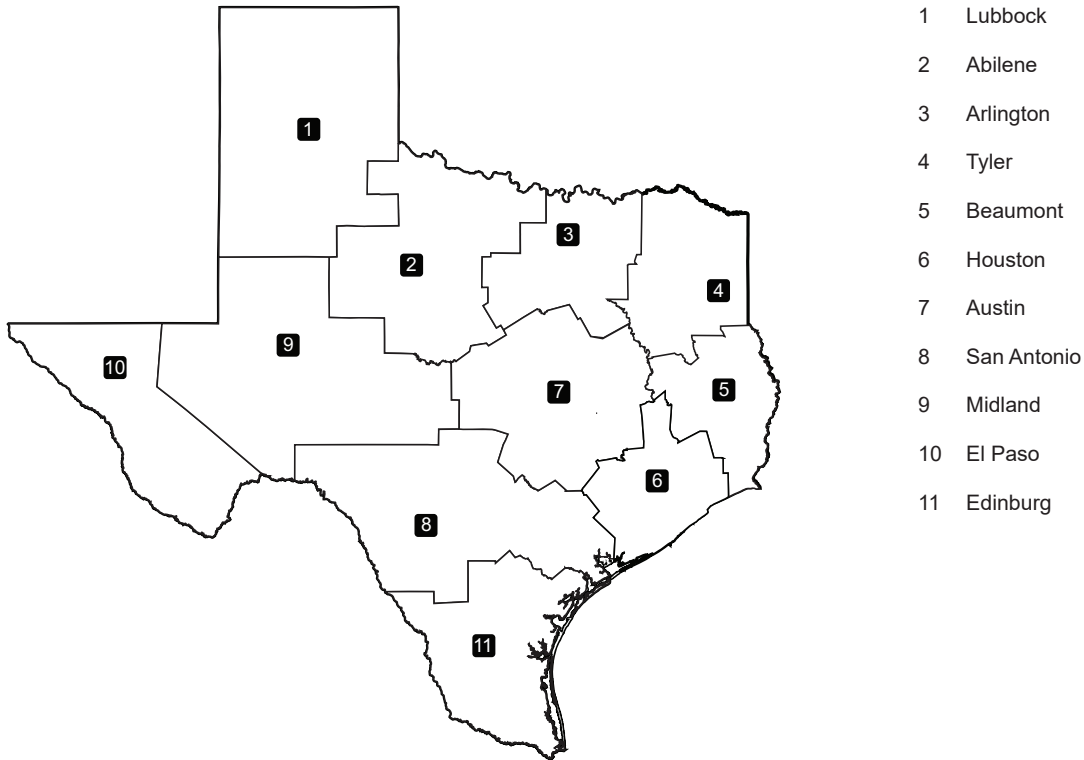 1 Lubbock
2 Abilene
3 Arlington
4 Tyler
5 Beaumont
6 Houston
7 Austin
8 San Antonio
9 Midland
10 El Paso
11 Edinburg
1
3
2
4
9
10
5
7
6
8
11